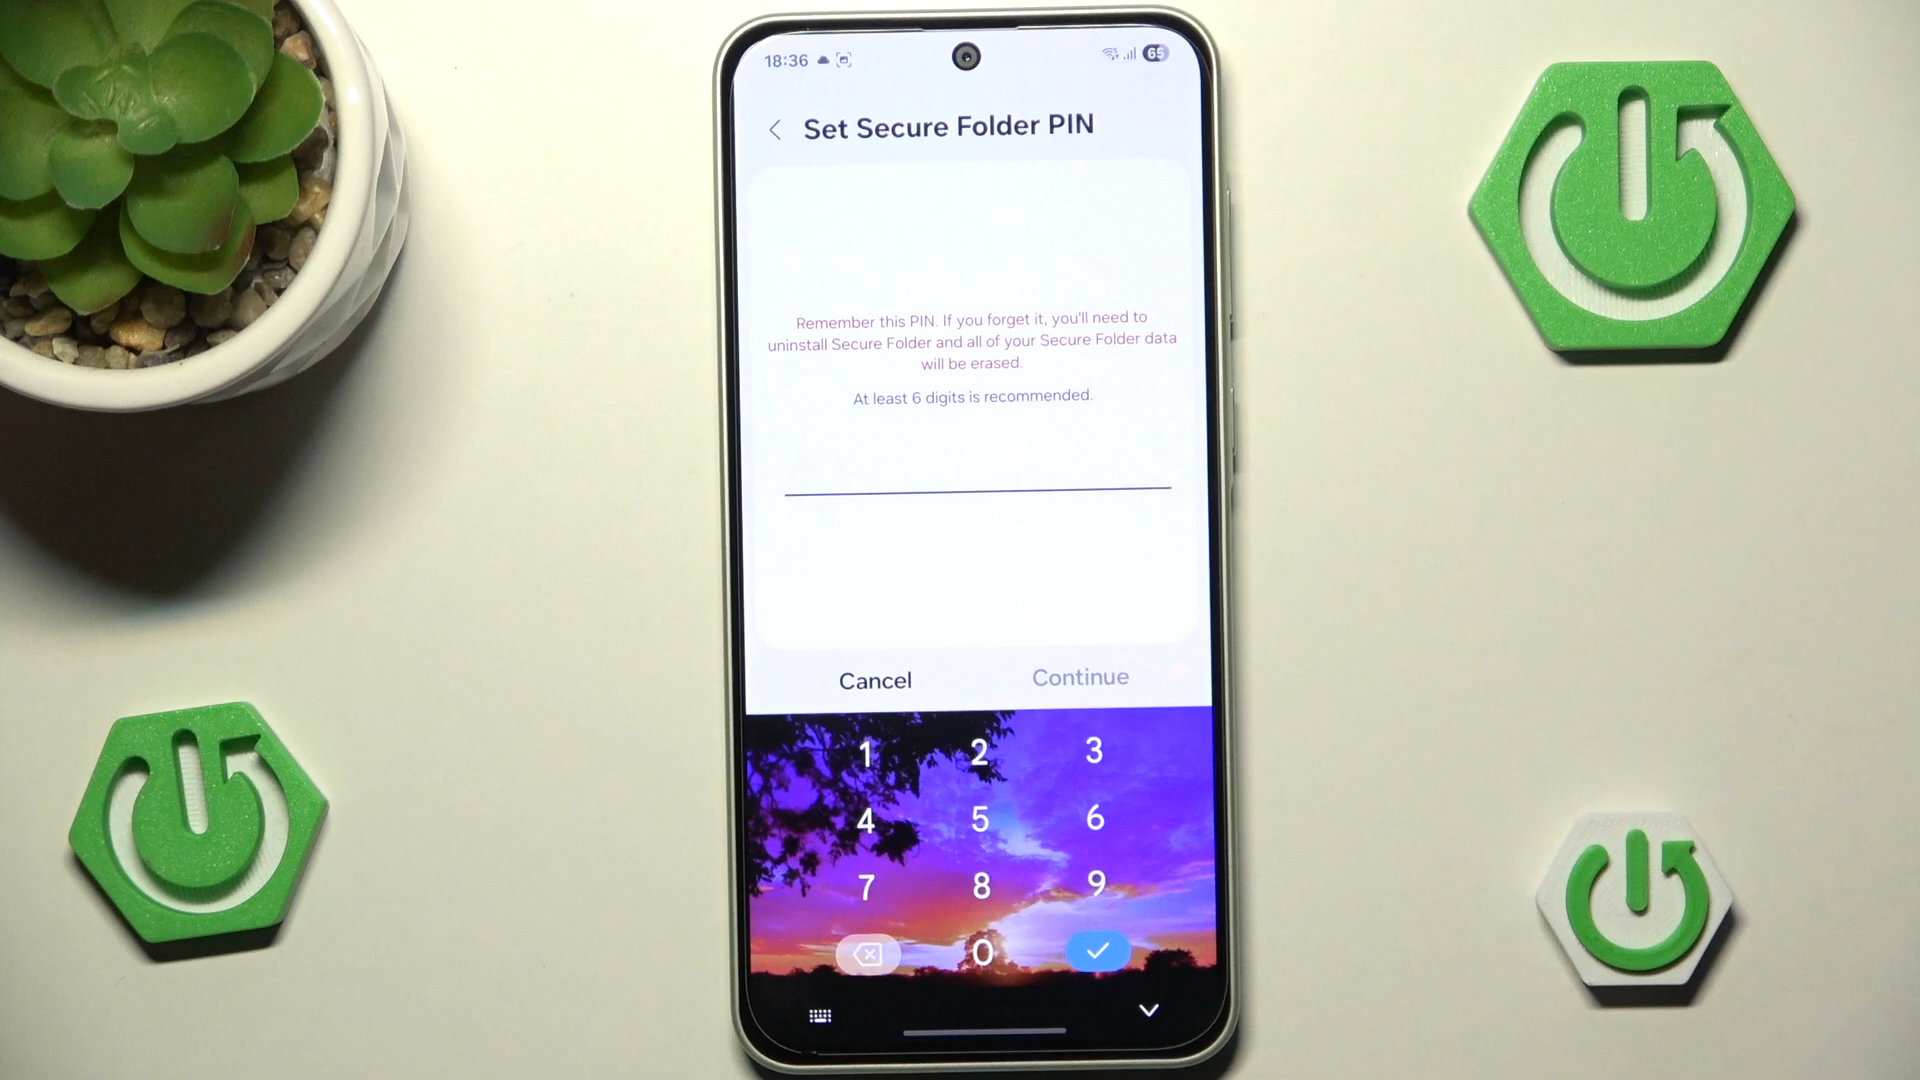 18:36
65
Set Secure Folder PIN
Remember this PIN. If you forget it, you'll need to
uninstall Secure Folder and all of your Secure Folder data
will be erased.
At least 6 digits is recommended.
Cancel
Continue
1 2 3
4 5 6
7 8 9
0